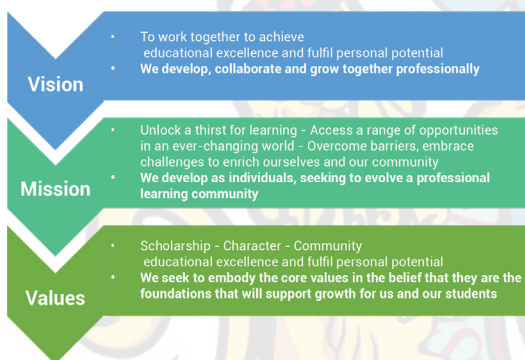 Vision
• To work together to achieve
educational excellence and fulfil personal potential
• We develop, collaborate and grow together professionally
Mission
• Unlock a thirst for learning - Access a range of opportunities
in an ever-changing world - Overcome barriers, embrace
challenges to enrich ourselves and our community
• We develop as individuals, seeking to evolve a professional
learning community
Values
• Scholarship - Character - Community
educational excellence and fulfil personal potential
• We seek to embody the core values in the belief that they are the
foundations that will support growth for us and our students